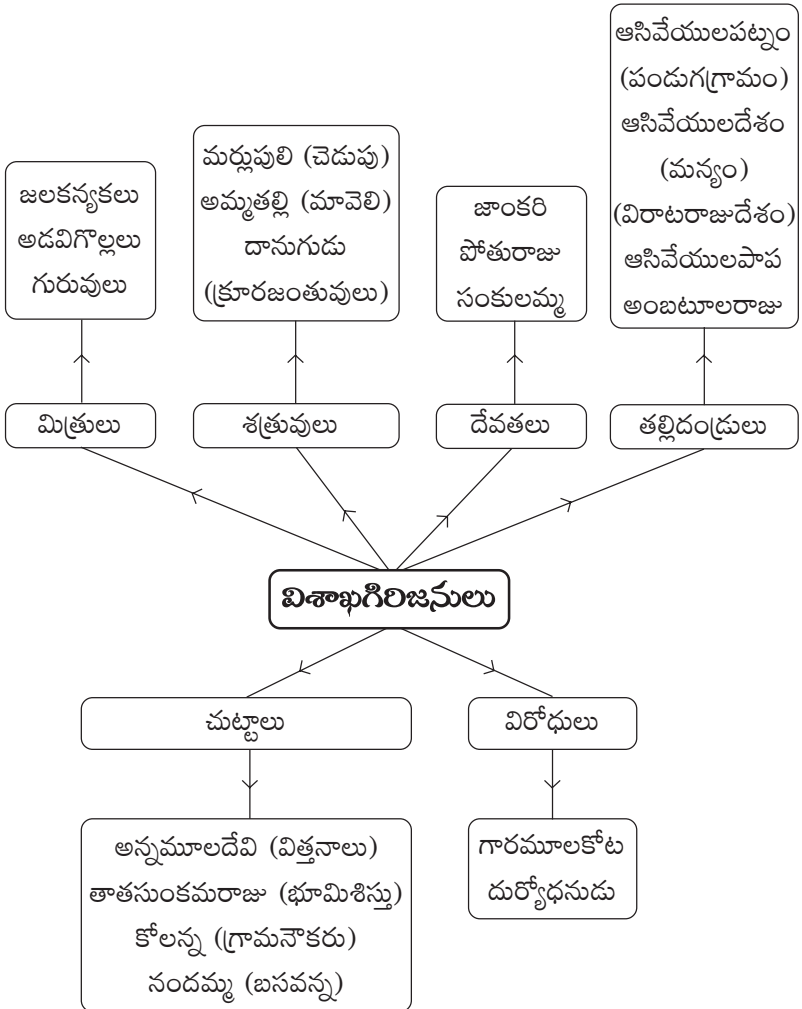 ఆసివేయులపట్నం
(పండుగగ్రామం)
ఆసివేయులదేశం
(మన్యం)
(విరాటరాజుదేశం)
ఆసివేయులపాప
అంబటూలరాజు
మర్లుపులి (చెడుపు)
అమ్మతల్లి (మావెలి)
దానుగుడు
(క్రూరజంతువులు)
జలకన్యకలు
అడవిగొల్లలు
గురువులు
జాంకరి
పోతురాజు
సంకులమ్మ
మిత్రులు
శత్రువులు
దేవతలు
తల్లిదండ్రులు
విశాఖగిరిజనులు
చుట్టాలు
విరోధులు
అన్నమూలదేవి (విత్తనాలు)
తాతసుంకమరాజు (భూమిశిస్తు)
కోలన్న (గ్రామనౌకరు)
నందమ్మ (బసవన్న)
గారమూలకోట
దుర్యోధనుడు